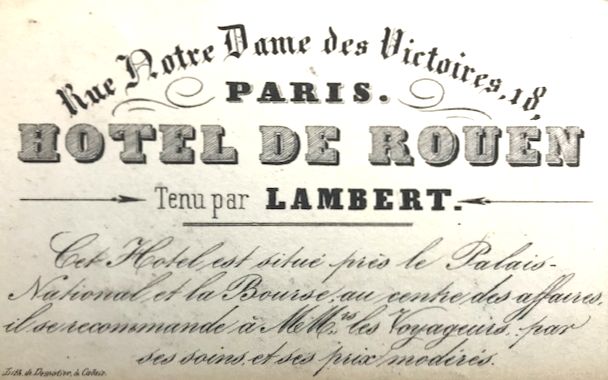 Rue Notre Dame des Victoires, 18,
PARIS.
HOTEL DE ROUEN
Tenu par LAMBERT.
Cet Hotel est situé près le Palais-
National, et la Bourse, au centre des affaires,
il se recommande à MM.rs les Voyageurs, par
ses soins, et ses prix modérés.
Lith. de à